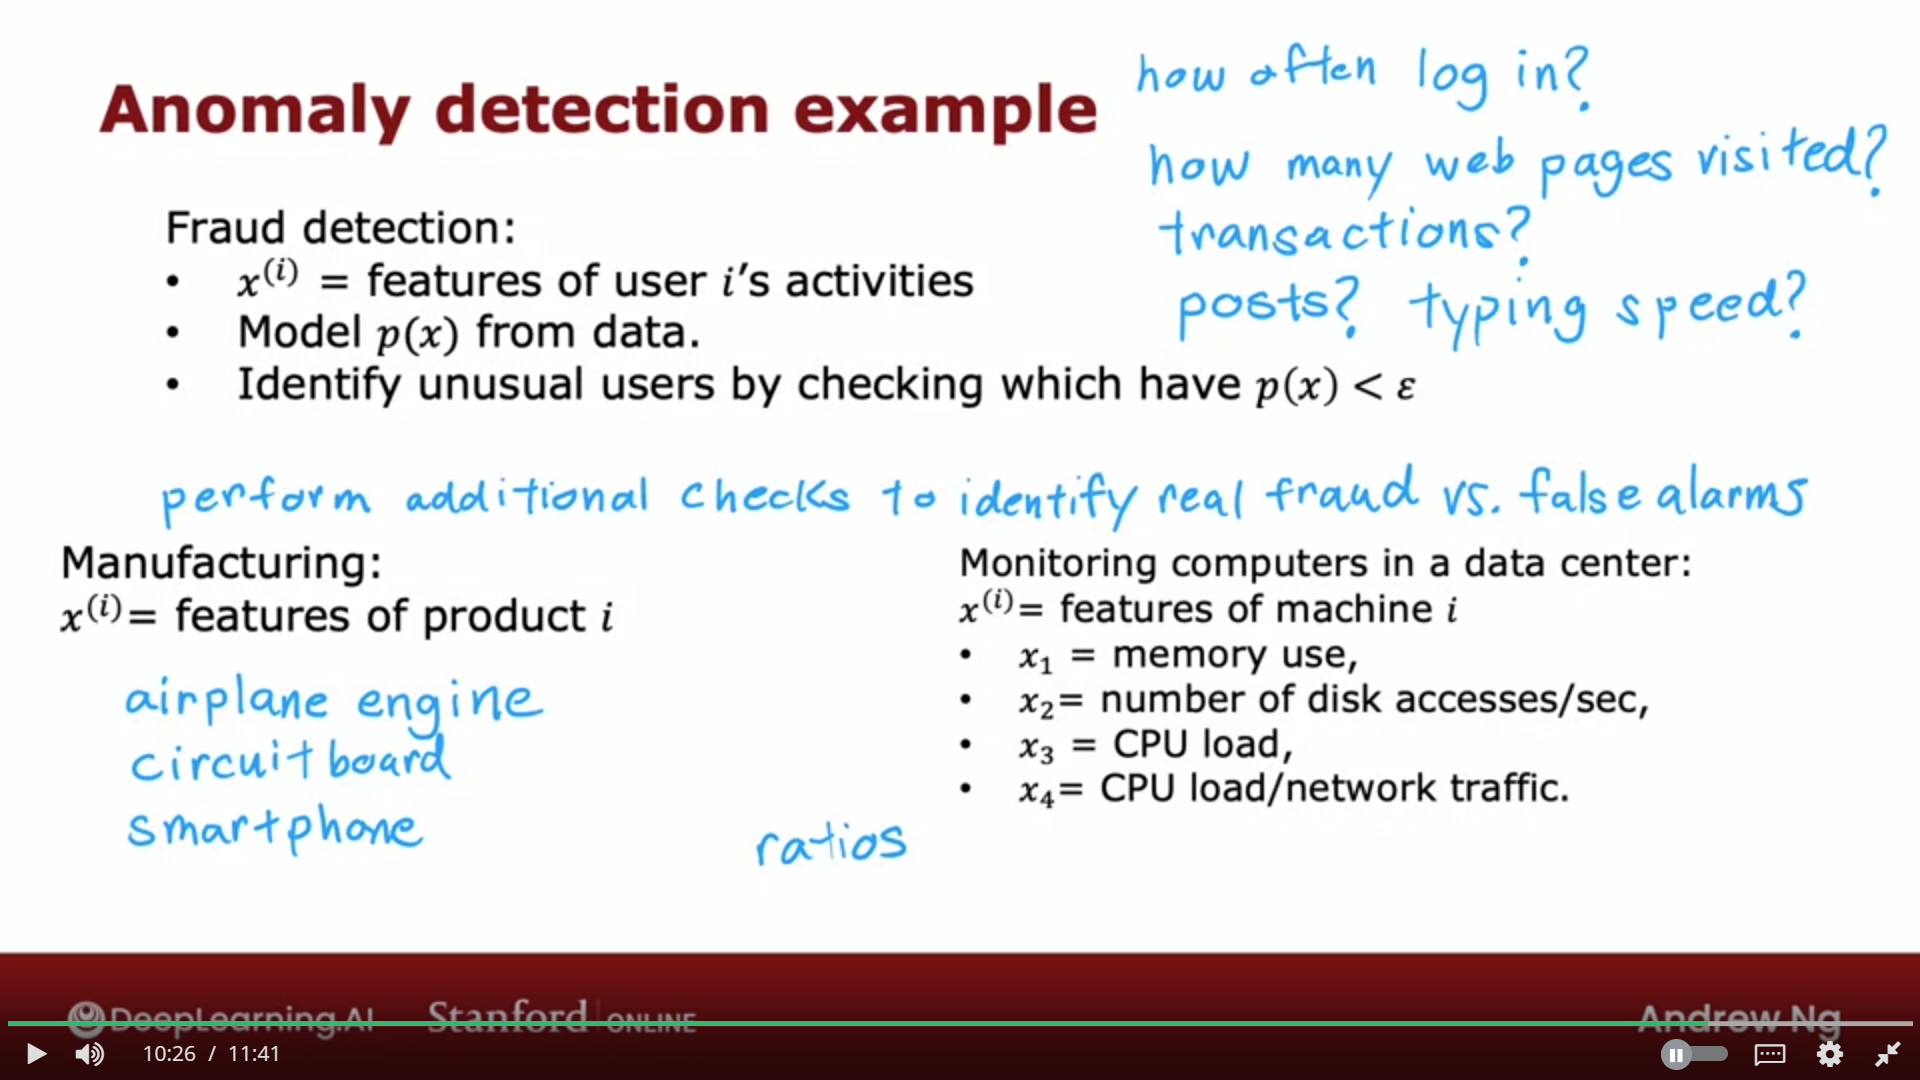 Anomaly detection example
how often log in?
how many web pages visited?
transactions?
posts? typing speed?
Fraud detection:
• x⁽ⁱ⁾ = features of user i's activities
• Model p(x) from data.
• Identify unusual users by checking which have p(x) < ε
perform additional checks to identify real fraud vs. false alarms
Manufacturing:
x⁽ⁱ⁾= features of product i
airplane engine
circuit board
smartphone
ratios
Monitoring computers in a data center:
x⁽ⁱ⁾= features of machine i
• x₁ = memory use,
• x₂= number of disk accesses/sec,
• x₃ = CPU load,
• x₄= CPU load/network traffic.
DeepLearning.AI Stanford ONLINE Andrew Ng
10:26 / 11:41